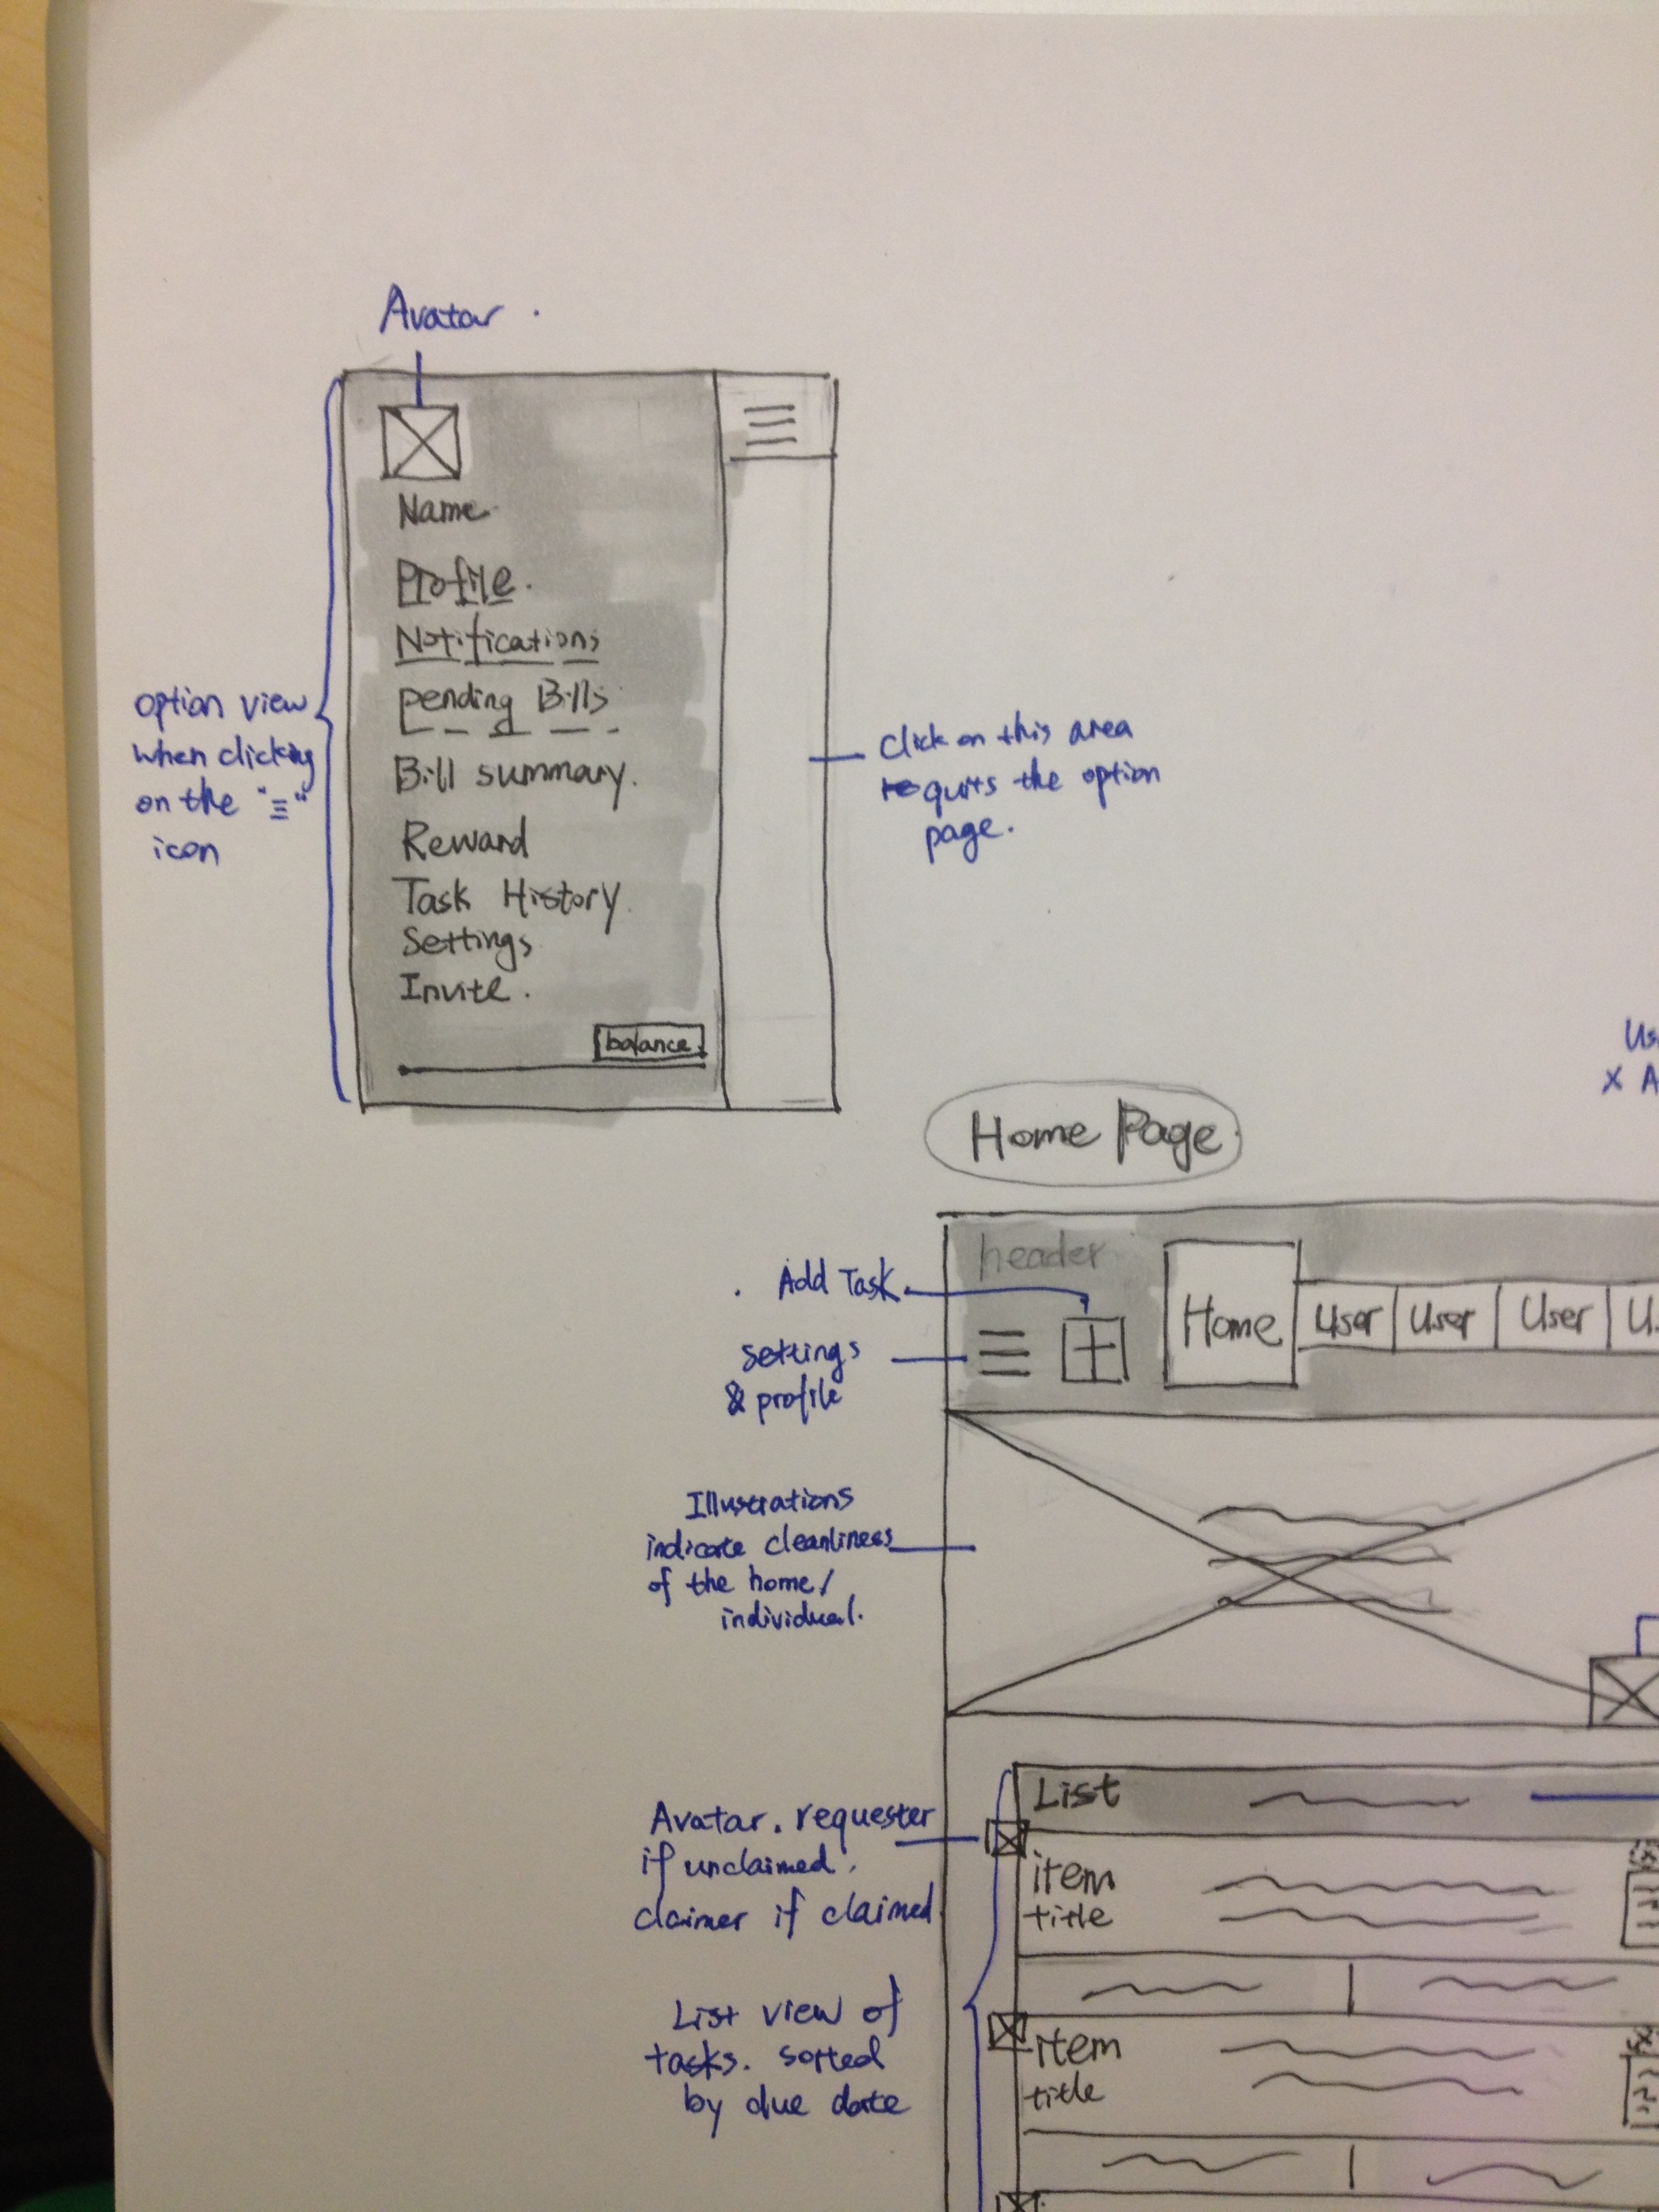 Avatar.
Name
Profile.
Notifications
pending Bills
Bill summary.
Reward
Task History.
Settings
Invite.
balance
option view
when clicking
on the "≡"
icon
Click on this area
quits the option
page.
Us
x A
Home Page
header
Home
User
User
User
U
Add Task
settings
& profile
Illustrations
indicate cleanliness
of the home/
individual.
List
Avatar. requester
if unclaimed.
claimer if claimed.
item
title
List view of
tasks. sorted
by due date
item
title